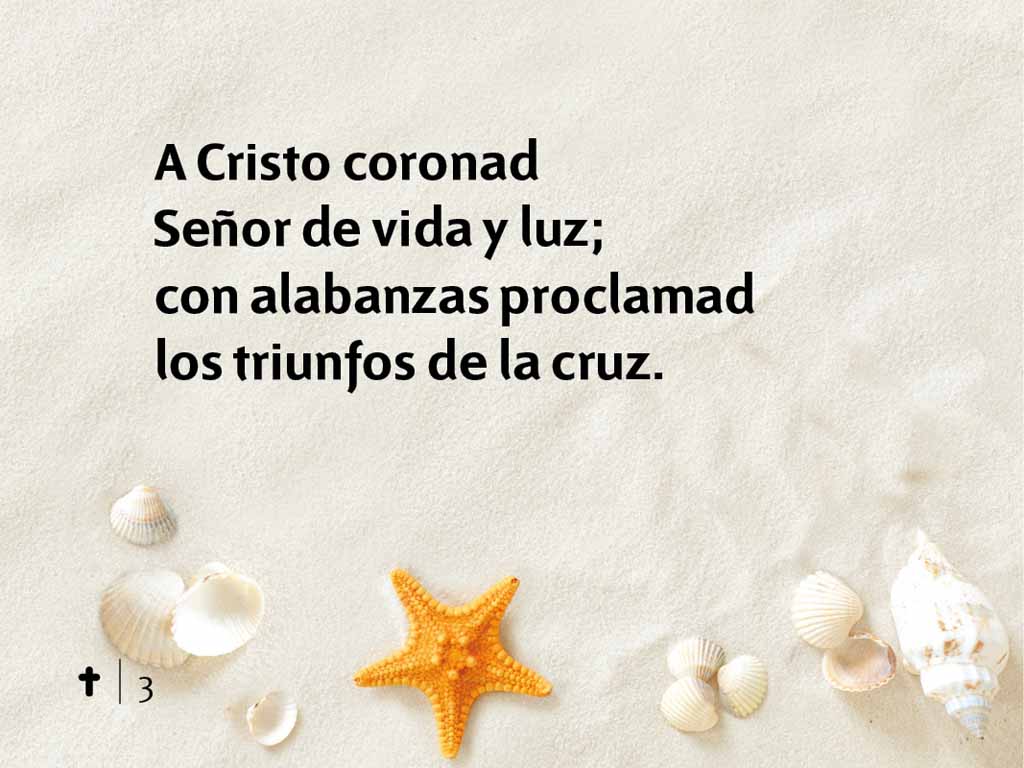 A Cristo coronad
Señor de vida y luz;
con alabanzas proclamad
los triunfos de la cruz.
3